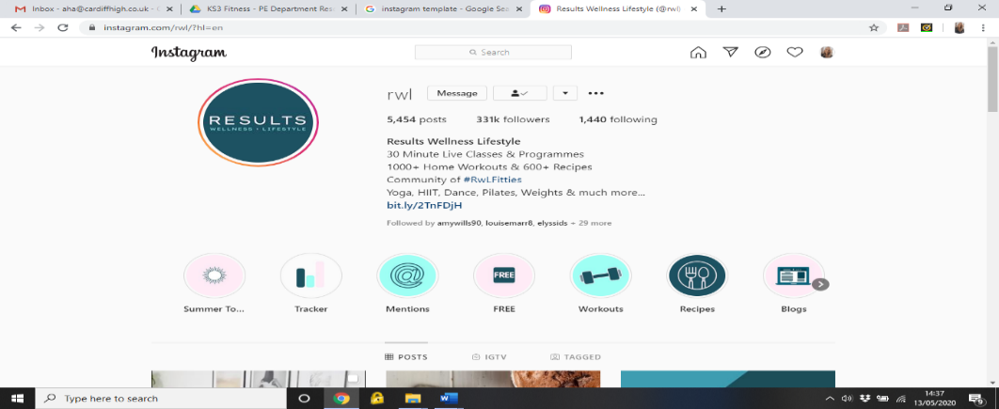 Inbox - aha@cardiffhigh.co.uk - C
KS3 Fitness - PE Department Res
instagram template - Google Sea
Results Wellness Lifestyle (@rwl)
instagram.com/rwl/?hl=en
Instagram
Search
RESULTS
WELLNESS • LIFESTYLE
rwl
Message
5,454 posts 331k followers 1,440 following
Results Wellness Lifestyle
30 Minute Live Classes & Programmes
1000+ Home Workouts & 600+ Recipes
Community of #RwLFitties
Yoga, HIIT, Dance, Pilates, Weights & much more...
bit.ly/2TnFDjH
Followed by amywills90, louisemarr8, elyssids + 29 more
FREE
Summer To... Tracker Mentions FREE Workouts Recipes Blogs
POSTS IGTV TAGGED
Type here to search
14:37
13/05/2020